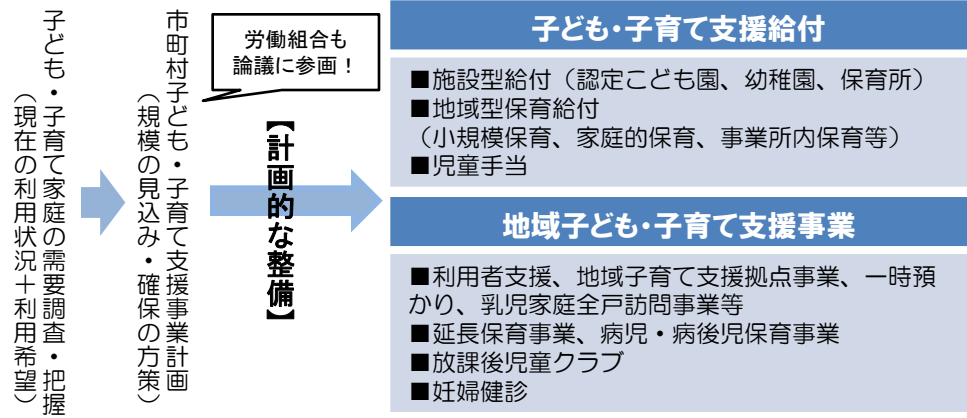 子ども・子育て家庭の需要調査・把握
（現在の利用状況＋利用希望）
市町村子ども・子育て支援事業計画
（規模の見込み・確保の方策）
労働組合も
論議に参画！
【計画的な整備】
子ども・子育て支援給付
■施設型給付（認定こども園、幼稚園、保育所）
■地域型保育給付
（小規模保育、家庭的保育、事業所内保育等）
■児童手当
地域子ども・子育て支援事業
■利用者支援、地域子育て支援拠点事業、一時預
かり、乳児家庭全戸訪問事業等
■延長保育事業、病児・病後児保育事業
■放課後児童クラブ
■妊婦健診